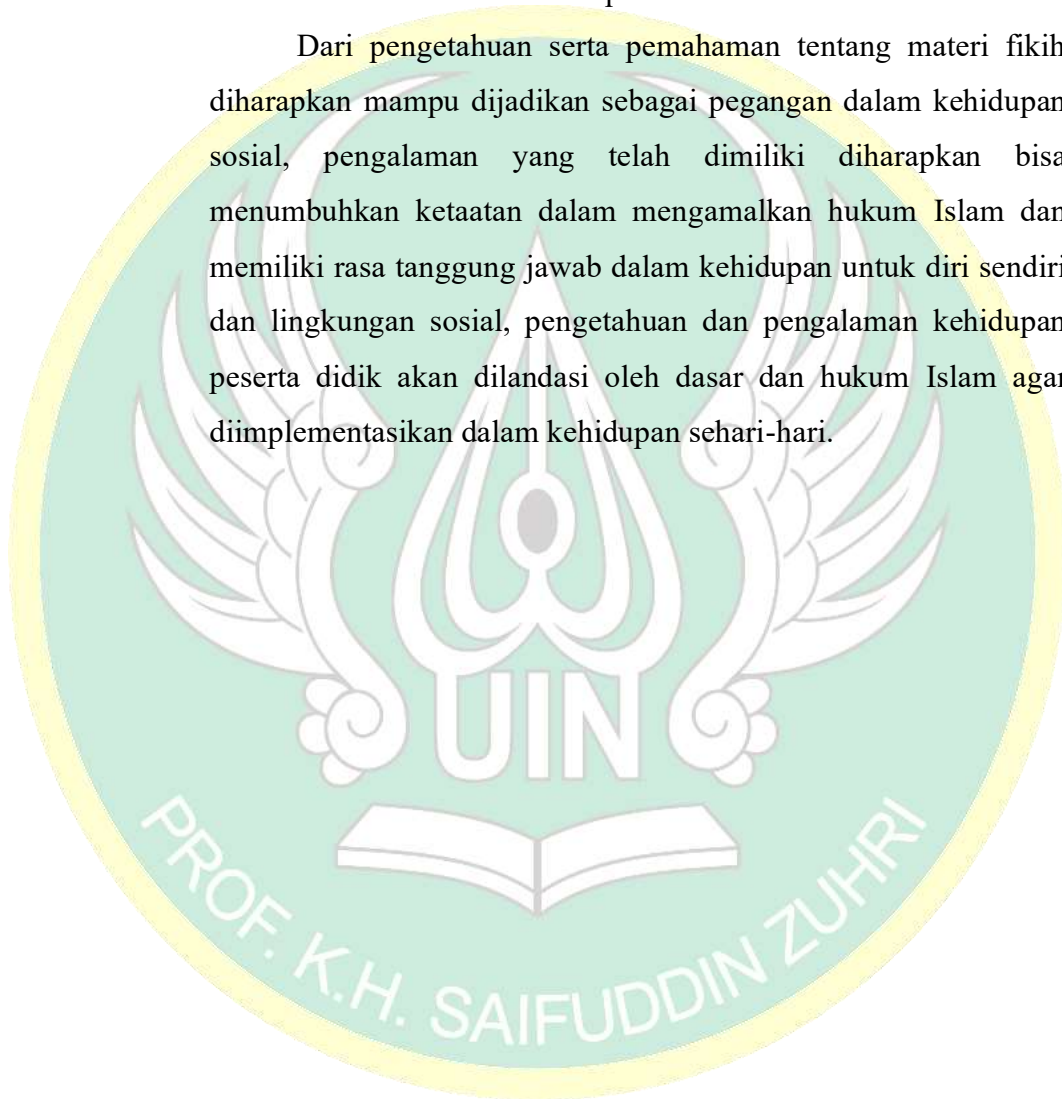 Dari pengetahuan serta pemahaman tentang materi fikih
diharapkan mampu dijadikan sebagai pegangan dalam kehidupan
sosial, pengalaman yang telah dimiliki diharapkan bisa
menumbuhkan ketaatan dalam mengamalkan hukum Islam dan
memiliki rasa tanggung jawab dalam kehidupan untuk diri sendiri
dan lingkungan sosial, pengetahuan dan pengalaman kehidupan
peserta didik akan dilandasi oleh dasar dan hukum Islam agar
diimplementasikan dalam kehidupan sehari-hari.
UIN
PROF. K.H. SAIFUDDIN ZUHRI